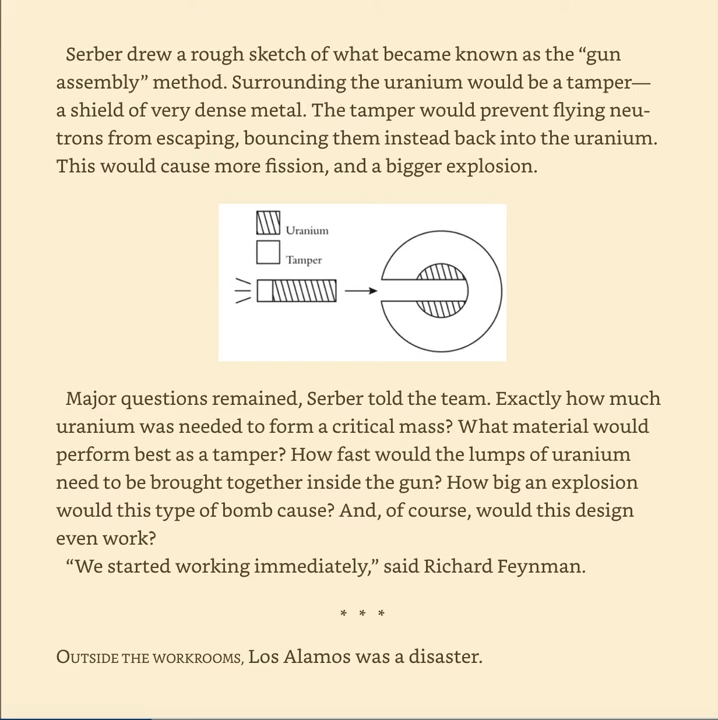 Serber drew a rough sketch of what became known as the “gun
assembly” method. Surrounding the uranium would be a tamper—
a shield of very dense metal. The tamper would prevent flying neu-
trons from escaping, bouncing them instead back into the uranium.
This would cause more fission, and a bigger explosion.
Uranium
Tamper
Major questions remained, Serber told the team. Exactly how much
uranium was needed to form a critical mass? What material would
perform best as a tamper? How fast would the lumps of uranium
need to be brought together inside the gun? How big an explosion
would this type of bomb cause? And, of course, would this design
even work?
“We started working immediately,” said Richard Feynman.
* * *
OUTSIDE THE WORKROOMS, Los Alamos was a disaster.